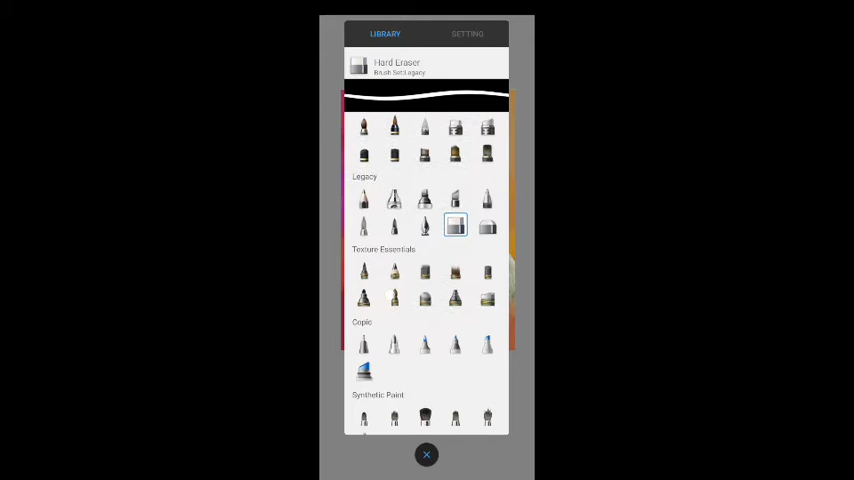 LIBRARY SETTING
Hard Eraser
Brush Set:Legacy
Legacy
Texture Essentials
Copic
Synthetic Paint